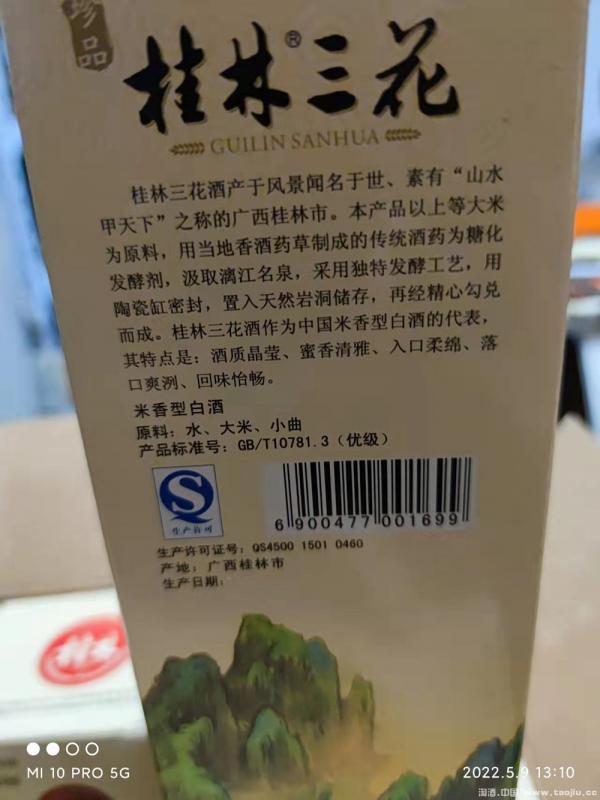 珍品
桂林®三花
GUILIN SANHUA
桂林三花酒产于风景闻名于世、素有“山水
甲天下”之称的广西桂林市。本产品以上等大米
为原料，用当地香酒药草制成的传统酒药为糖化
发酵剂，汲取漓江名泉，采用独特发酵工艺，用
陶瓷缸密封，置入天然岩洞储存，再经精心勾兑
而成。桂林三花酒作为中国米香型白酒的代表，
其特点是：酒质晶莹、蜜香清雅、入口柔绵、落
口爽洌、回味怡畅。
米香型白酒
原料：水、大米、小曲
产品标准号：GB/T10781.3（优级）
生产许可
6 900477 001699
生产许可证号：QS4500 1501 0460
产地：广西桂林市
生产日期：
桂林
MI 10 PRO 5G
2022.5.9 13:10
淘酒.中国 www.taojiu.cc